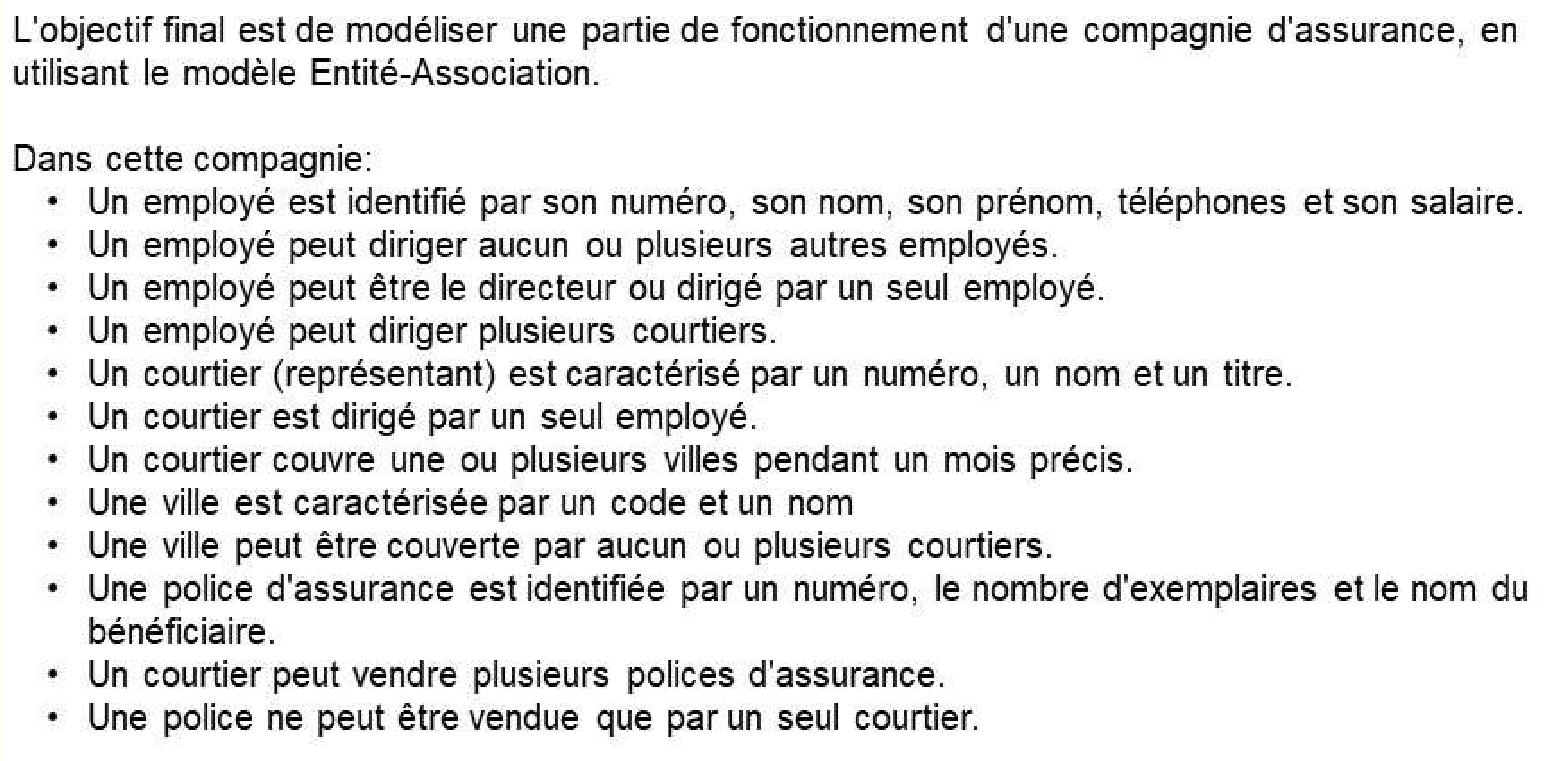 L'objectif final est de modéliser une partie de fonctionnement d'une compagnie d'assurance, en
utilisant le modèle Entité-Association.
Dans cette compagnie:
• Un employé est identifié par son numéro, son nom, son prénom, téléphones et son salaire.
• Un employé peut diriger aucun ou plusieurs autres employés.
• Un employé peut être le directeur ou dirigé par un seul employé.
• Un employé peut diriger plusieurs courtiers.
• Un courtier (représentant) est caractérisé par un numéro, un nom et un titre.
• Un courtier est dirigé par un seul employé.
• Un courtier couvre une ou plusieurs villes pendant un mois précis.
• Une ville est caractérisée par un code et un nom
• Une ville peut être couverte par aucun ou plusieurs courtiers.
• Une police d'assurance est identifiée par un numéro, le nombre d'exemplaires et le nom du
bénéficiaire.
• Un courtier peut vendre plusieurs polices d'assurance.
• Une police ne peut être vendue que par un seul courtier.